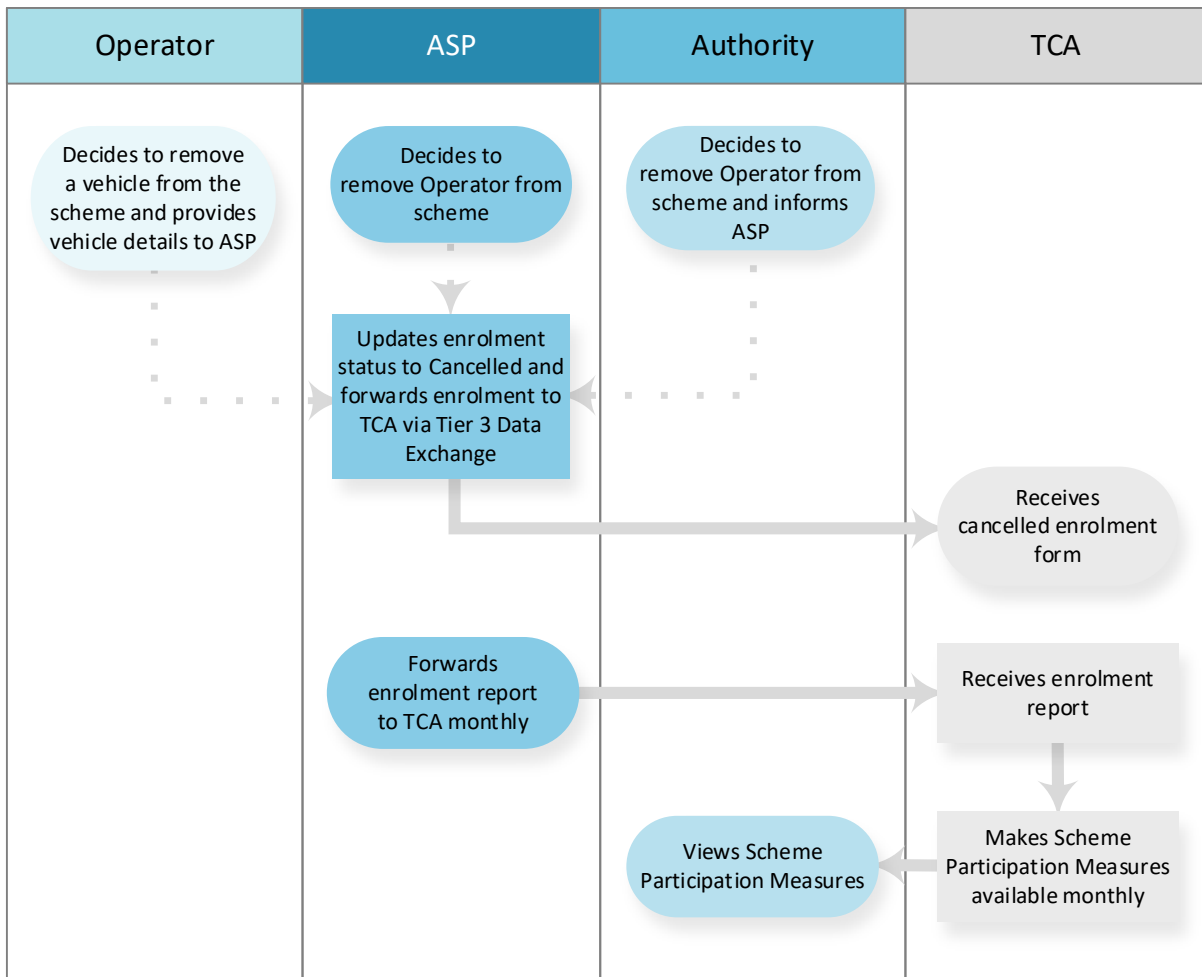 Operator
ASP
Authority
TCA
Decides to remove
a vehicle from the
scheme and provides
vehicle details to ASP
Decides to
remove Operator from
scheme
Decides to
remove Operator from
scheme and informs
ASP
Updates enrolment
status to Cancelled and
forwards enrolment to
TCA via Tier 3 Data
Exchange
Receives
cancelled enrolment
form
Forwards
enrolment report
to TCA monthly
Receives enrolment
report
Makes Scheme
Participation Measures
available monthly
Views Scheme
Participation Measures